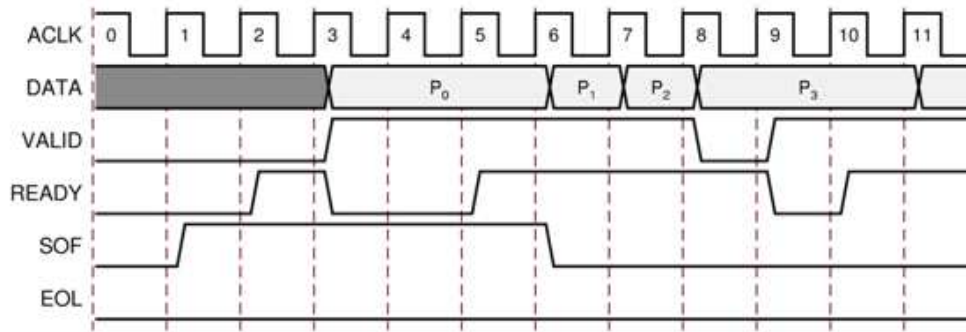 ACLK 0 1 2 3 4 5 6 7 8 9 10 11
DATA P₀ P₁ P₂ P₃
VALID
READY
SOF
EOL